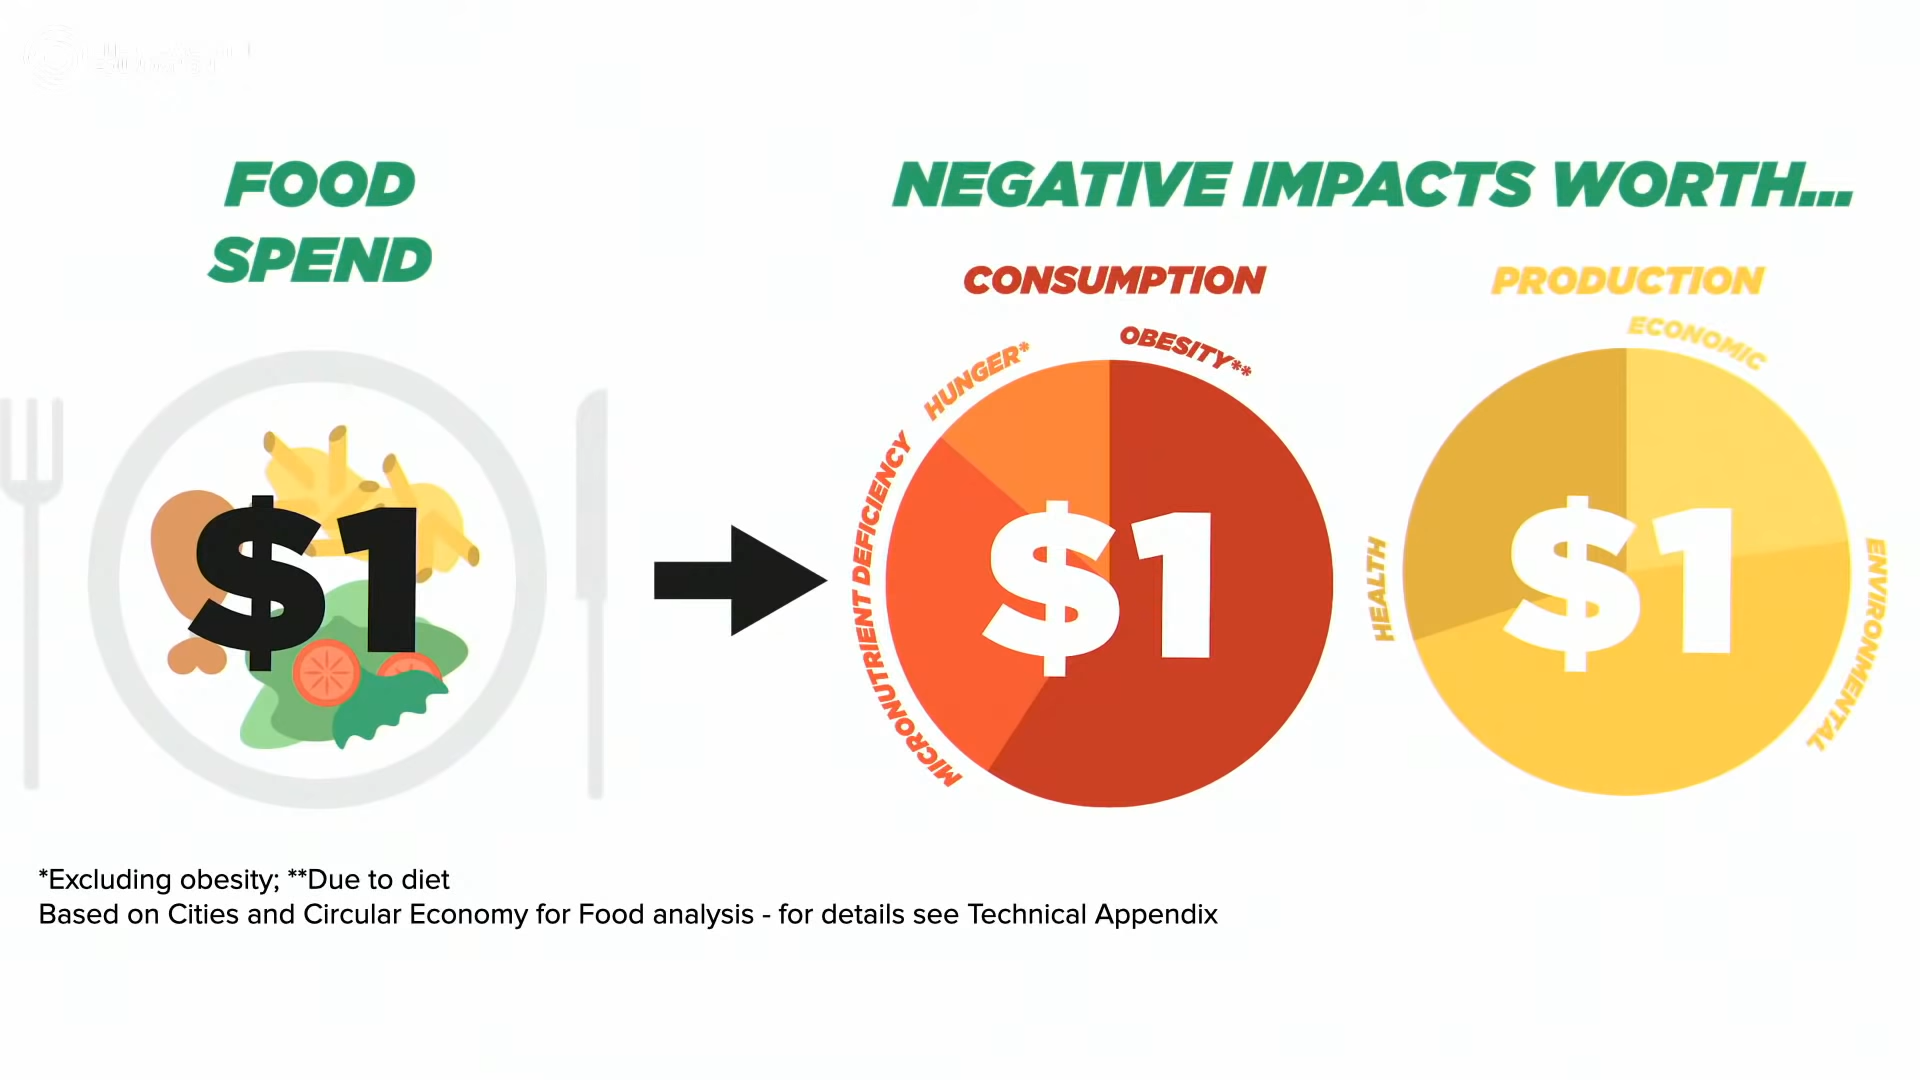 FOOD
SPEND
$1
NEGATIVE IMPACTS WORTH...
CONSUMPTION
HUNGER*
OBESITY**
MICRONUTRIENT DEFICIENCY
$1
PRODUCTION
ECONOMIC
HEALTH
ENVIRONMENTAL
$1
*Excluding obesity; **Due to diet
Based on Cities and Circular Economy for Food analysis - for details see Technical Appendix